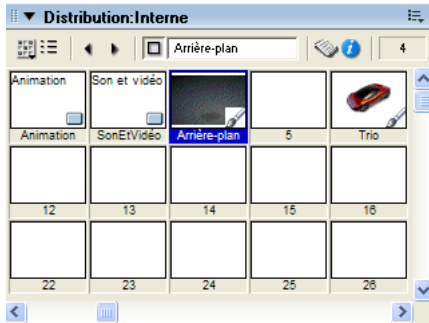 Distribution:Interne
Arrière-plan 4
Animation Son et vidéo
Animation SonEtVidéo Arrière-plan 5 Trio
12 13 14 15 16
22 23 24 25 26